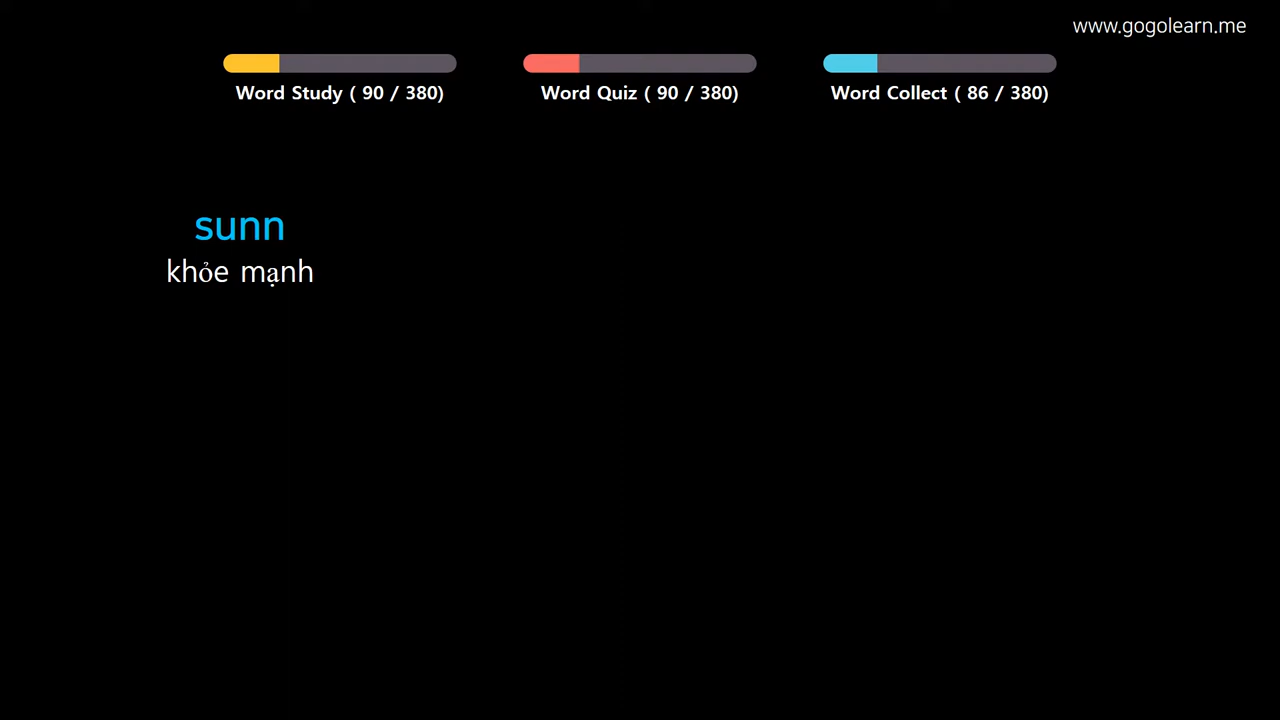 www.gogolearn.me
Word Study ( 90 / 380)
Word Quiz ( 90 / 380)
Word Collect ( 86 / 380)
sunn
khỏe mạnh